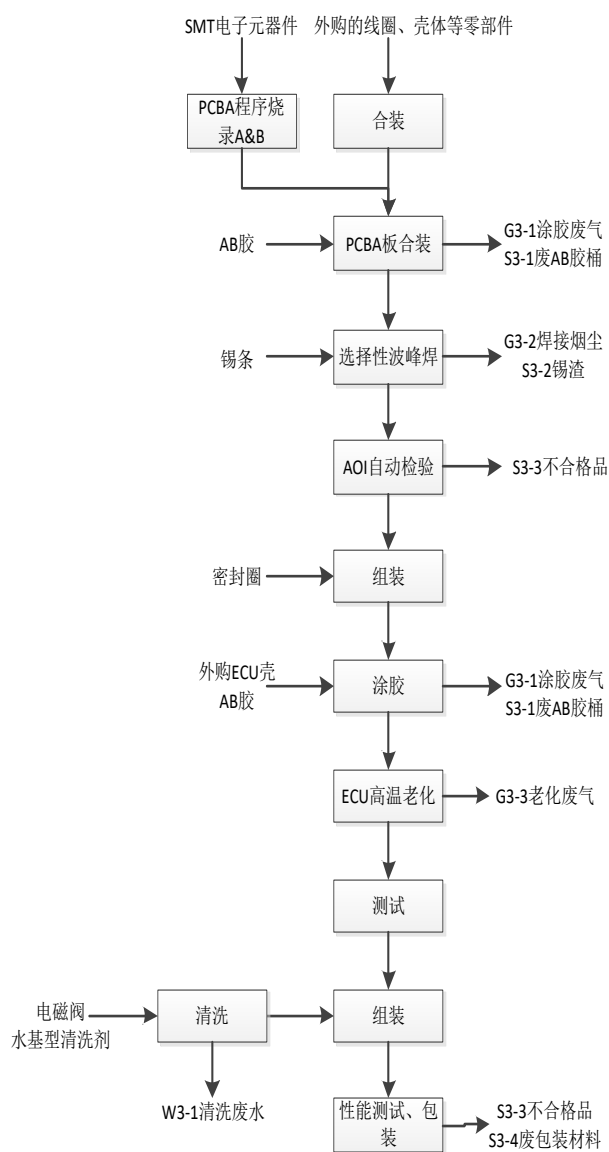 SMT电子元器件
外购的线圈、壳体等零部件
PCBA程序烧
录A&B
合装
AB胶
PCBA板合装
G3-1涂胶废气
S3-1废AB胶桶
锡条
选择性波峰焊
G3-2焊接烟尘
S3-2锡渣
AOI自动检验
S3-3不合格品
密封圈
组装
外购ECU壳
AB胶
涂胶
G3-1涂胶废气
S3-1废AB胶桶
ECU高温老化
G3-3老化废气
测试
电磁阀
水基型清洗剂
清洗
组装
W3-1清洗废水
性能测试、包
装
S3-3不合格品
S3-4废包装材料